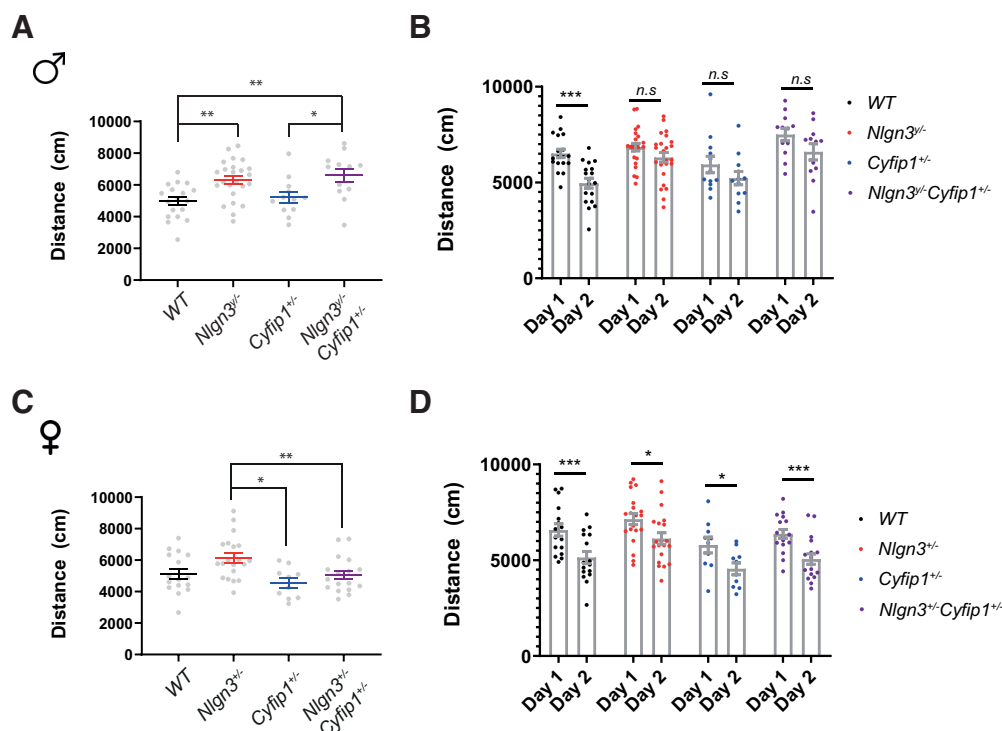 A
♂
**
**
*
Distance (cm)
10000
8000
6000
4000
2000
0
WT
Nlgn3y/-
Cyfip1+/-
Nlgn3y/-
Cyfip1+/-
B
***
n.s
n.s
n.s
Distance (cm)
10000
5000
0
Day 1
Day 2
Day 1
Day 2
Day 1
Day 2
Day 1
Day 2
WT
Nlgn3y/-
Cyfip1+/-
Nlgn3y/-Cyfip1+/-
C
♀
**
*
Distance (cm)
10000
8000
6000
4000
2000
0
WT
Nlgn3+/-
Cyfip1+/-
Nlgn3+/-
Cyfip1+/-
D
***
*
*
***
Distance (cm)
10000
5000
0
Day 1
Day 2
Day 1
Day 2
Day 1
Day 2
Day 1
Day 2
WT
Nlgn3+/-
Cyfip1+/-
Nlgn3+/-Cyfip1+/-